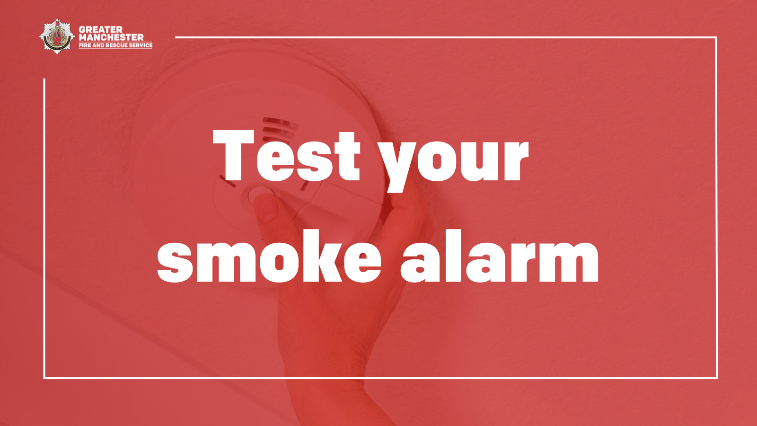 GREATER
MANCHESTER
FIRE AND RESCUE SERVICE
Test your
smoke alarm